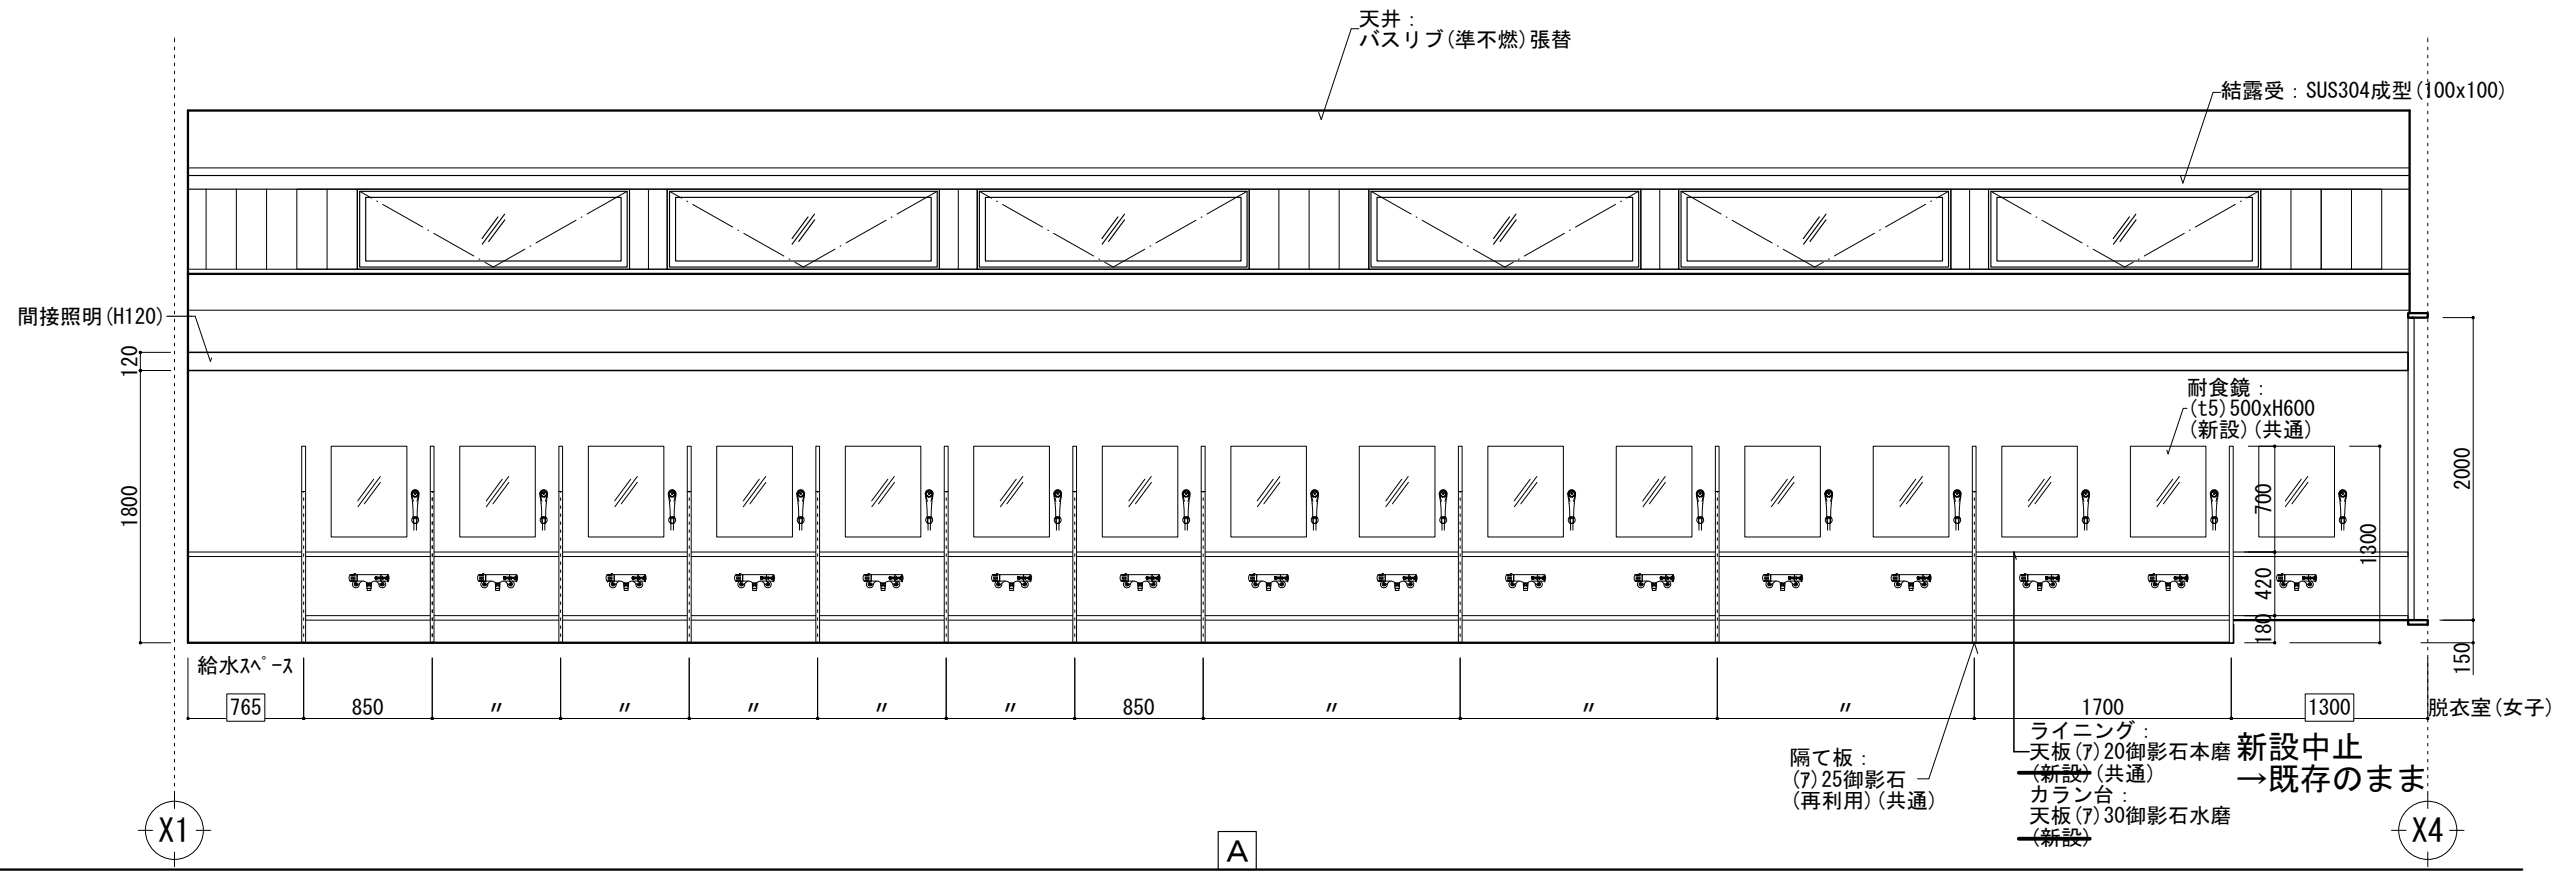 天井：
バスリブ(準不燃)張替
結露受：SUS304成型(100x100)
間接照明(H120)
120
1800
耐食鏡：
(t5)500xH600
(新設)(共通)
700
420
180
1300
2000
150
給水ｽﾍﾟｰｽ
765
850
〃
〃
〃
〃
〃
850
〃
〃
〃
1700
1300
脱衣室(女子)
隔て板：
(ｱ)25御影石
(再利用)(共通)
ライニング：
天板(ｱ)20御影石本磨
(新設)(共通)
カラン台：
天板(ｱ)30御影石水磨
(新設)
新設中止
→既存のまま
X1
A
X4